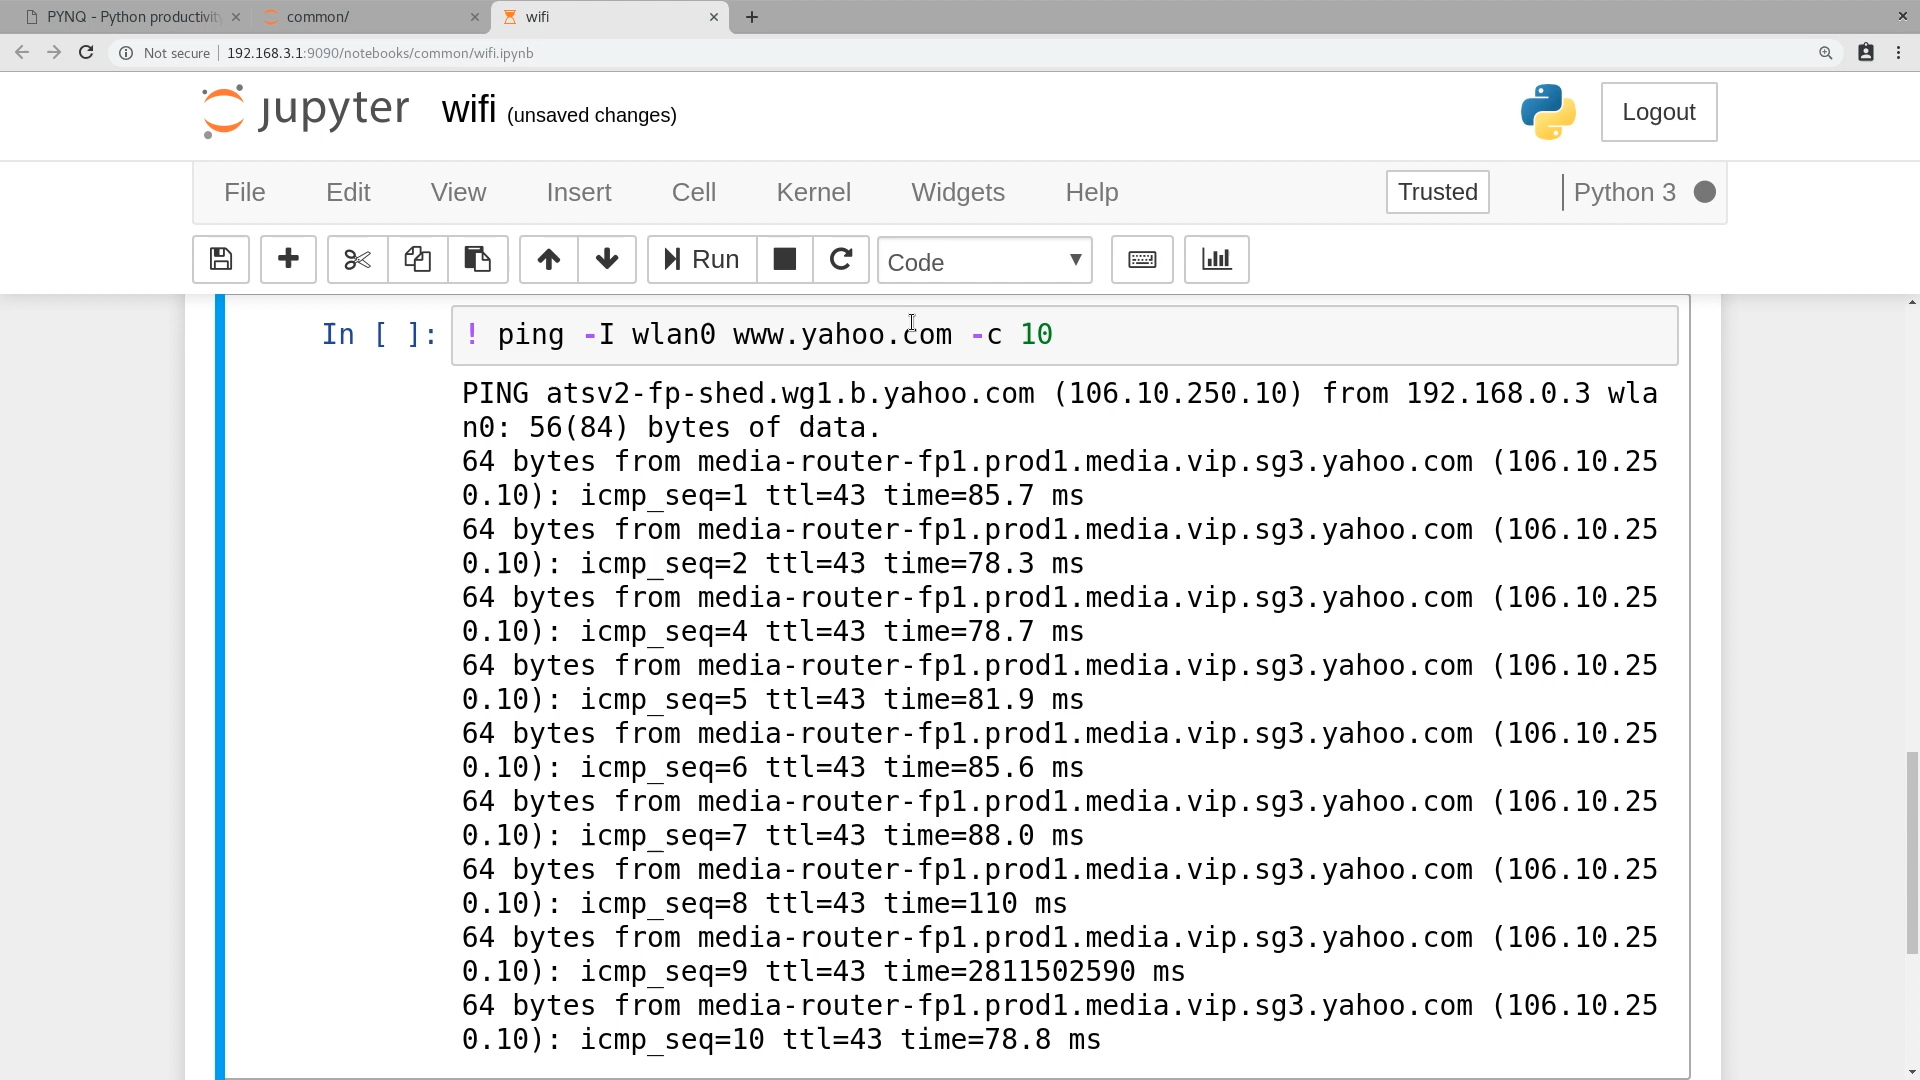 PYNQ - Python productivity
common/
wifi
Not secure
192.168.3.1:9090/notebooks/common/wifi.ipynb
jupyter wifi (unsaved changes)
Logout
File Edit View Insert Cell Kernel Widgets Help
Trusted
Python 3
Run
Code
In [ ]: ! ping -I wlan0 www.yahoo.com -c 10
PING atsv2-fp-shed.wg1.b.yahoo.com (106.10.250.10) from 192.168.0.3 wla
n0: 56(84) bytes of data.
64 bytes from media-router-fp1.prod1.media.vip.sg3.yahoo.com (106.10.25
0.10): icmp_seq=1 ttl=43 time=85.7 ms
64 bytes from media-router-fp1.prod1.media.vip.sg3.yahoo.com (106.10.25
0.10): icmp_seq=2 ttl=43 time=78.3 ms
64 bytes from media-router-fp1.prod1.media.vip.sg3.yahoo.com (106.10.25
0.10): icmp_seq=4 ttl=43 time=78.7 ms
64 bytes from media-router-fp1.prod1.media.vip.sg3.yahoo.com (106.10.25
0.10): icmp_seq=5 ttl=43 time=81.9 ms
64 bytes from media-router-fp1.prod1.media.vip.sg3.yahoo.com (106.10.25
0.10): icmp_seq=6 ttl=43 time=85.6 ms
64 bytes from media-router-fp1.prod1.media.vip.sg3.yahoo.com (106.10.25
0.10): icmp_seq=7 ttl=43 time=88.0 ms
64 bytes from media-router-fp1.prod1.media.vip.sg3.yahoo.com (106.10.25
0.10): icmp_seq=8 ttl=43 time=110 ms
64 bytes from media-router-fp1.prod1.media.vip.sg3.yahoo.com (106.10.25
0.10): icmp_seq=9 ttl=43 time=2811502590 ms
64 bytes from media-router-fp1.prod1.media.vip.sg3.yahoo.com (106.10.25
0.10): icmp_seq=10 ttl=43 time=78.8 ms